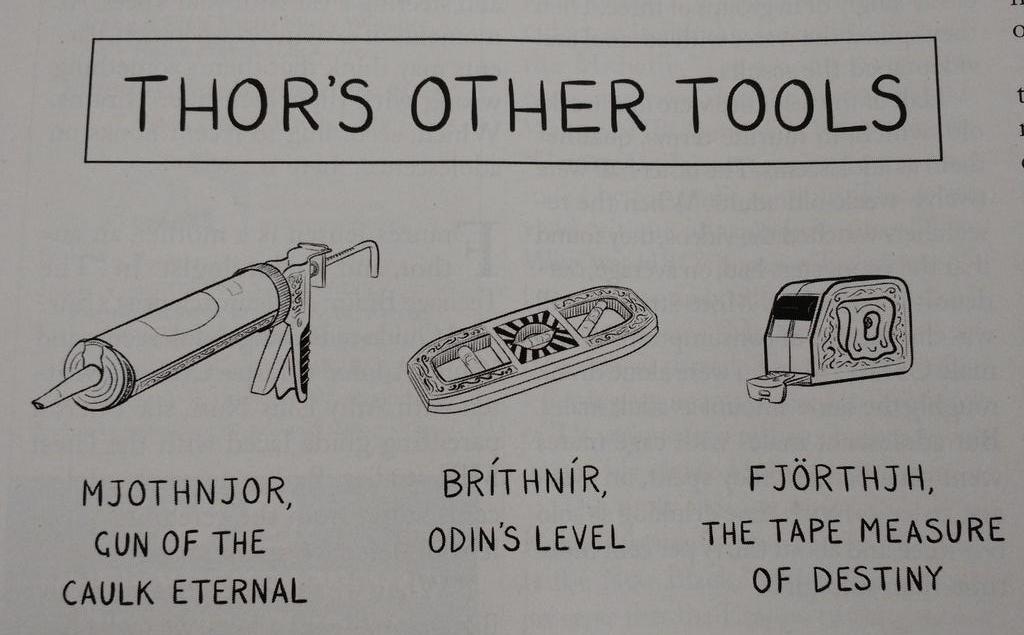 THOR'S OTHER TOOLS
MJOTHNJOR,
GUN OF THE
CAULK ETERNAL
BRÍTHNÍR,
ODIN'S LEVEL
FJÖRTHJH,
THE TAPE MEASURE
OF DESTINY